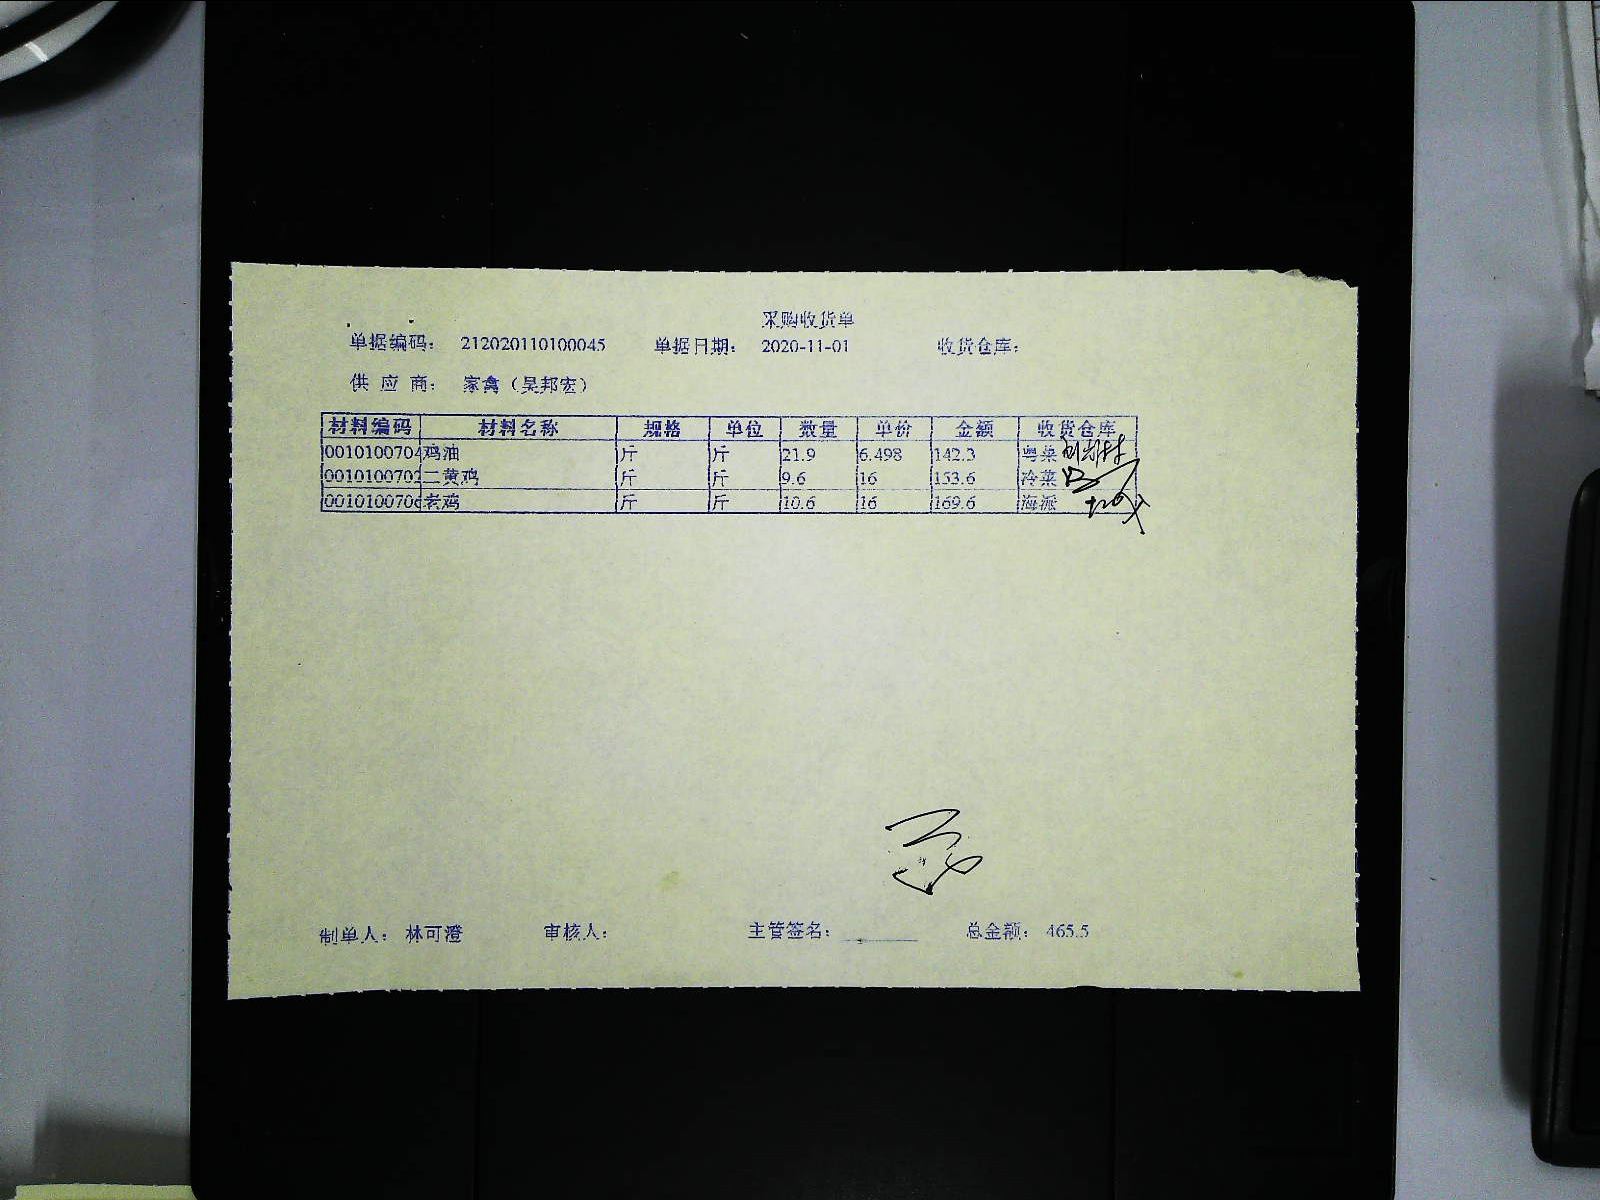 采购收货单
单据编码: 212020110100045 单据日期: 2020-11-01 收货仓库:
供 应 商: 家禽（吴邦宏）
材料编码 材料名称 规格 单位 数量 单价 金额 收货仓库
0010100704 鸡油 斤 斤 21.9 6.498 142.3 粤菜
0010100702 二黄鸡 斤 斤 9.6 16 153.6 冷菜
0010100706 老鸡 斤 斤 10.6 16 169.6 海派
制单人: 林可澄 审核人: 主管签名: 总金额: 465.5